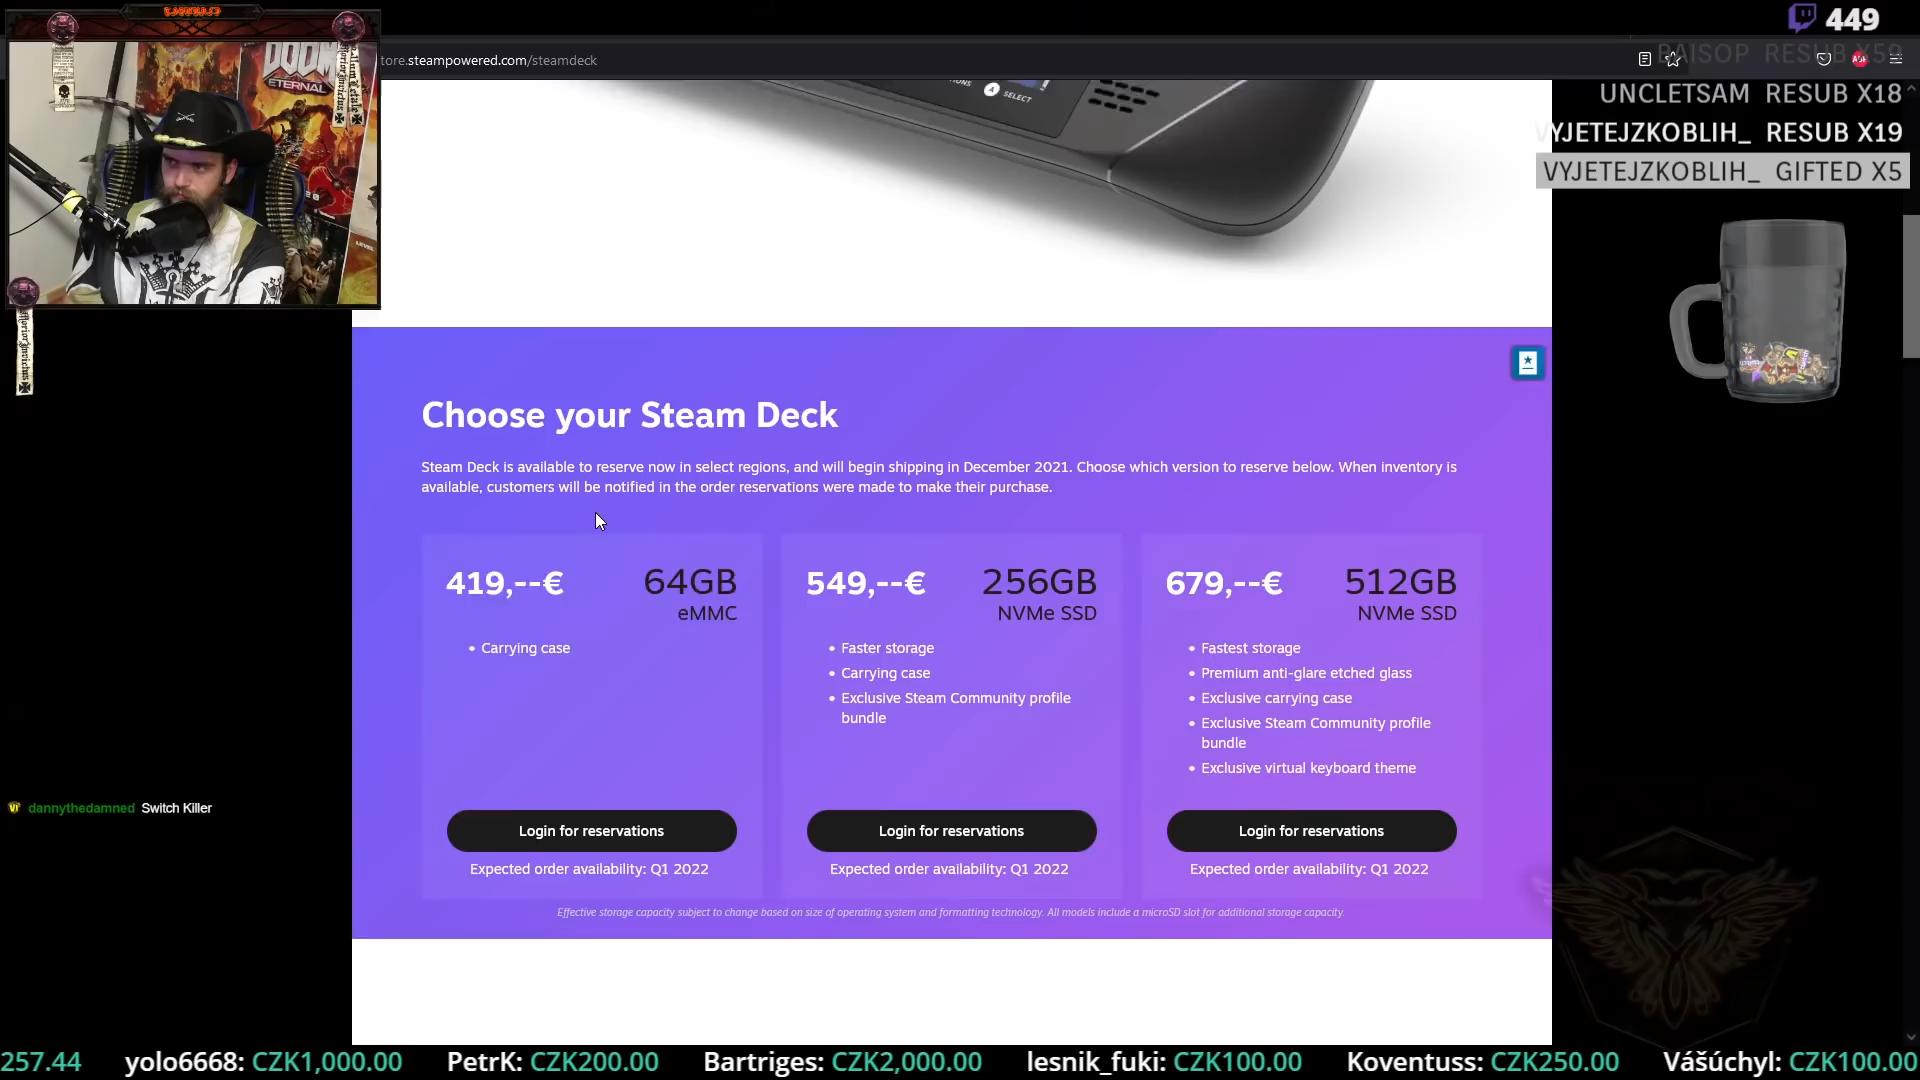 449
tore.steampowered.com/steamdeck
BAISOP RESUB X59
UNCLETSAM RESUB X18
VYJETEJZKOBLIH_ RESUB X19
VYJETEJZKOBLIH_ GIFTED X5
DOOM
ETERNAL
SELECT
Choose your Steam Deck
Steam Deck is available to reserve now in select regions, and will begin shipping in December 2021. Choose which version to reserve below. When inventory is
available, customers will be notified in the order reservations were made to make their purchase.
419,--€ 64GB
eMMC
• Carrying case
Login for reservations
Expected order availability: Q1 2022
549,--€ 256GB
NVMe SSD
• Faster storage
• Carrying case
• Exclusive Steam Community profile
bundle
Login for reservations
Expected order availability: Q1 2022
679,--€ 512GB
NVMe SSD
• Fastest storage
• Premium anti-glare etched glass
• Exclusive carrying case
• Exclusive Steam Community profile
bundle
• Exclusive virtual keyboard theme
Login for reservations
Expected order availability: Q1 2022
Effective storage capacity subject to change based on size of operating system and formatting technology. All models include a microSD slot for additional storage capacity.
dannythedamned Switch Killer
257.44 yolo6668: CZK1,000.00 PetrK: CZK200.00 Bartriges: CZK2,000.00 lesnik_fuki: CZK100.00 Koventuss: CZK250.00 Vášúchyl: CZK100.00